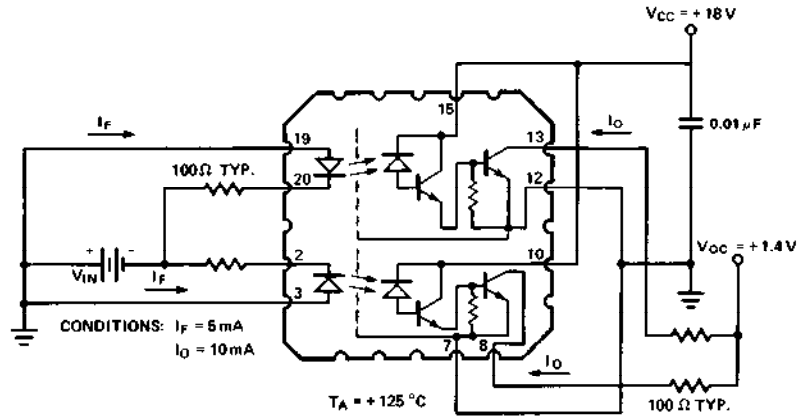 VCC = + 18 V
15
IF
19
IO
13
0.01 µF
100 Ω TYP.
20
12
VOC = + 1.4 V
+
-
2
10
VIN
IF
3
CONDITIONS: IF = 5 mA
IO = 10 mA
7
8
IO
TA = + 125 °C
100 Ω TYP.